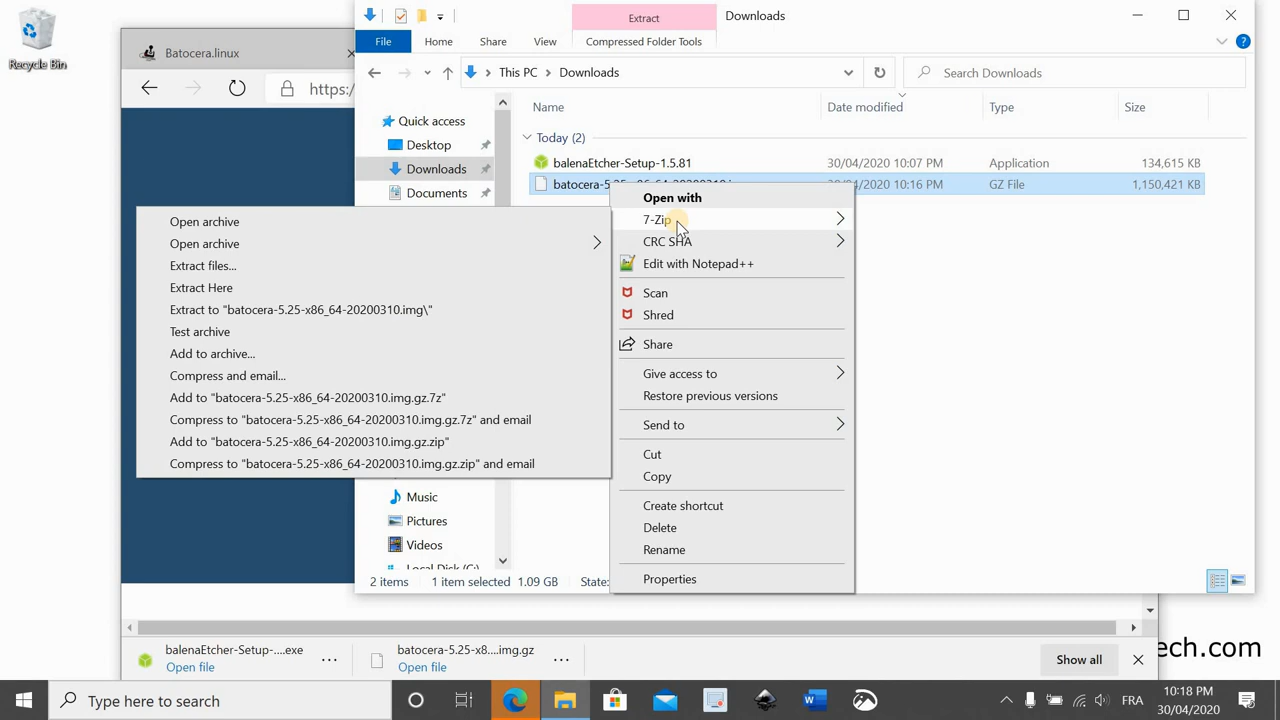 Recycle Bin
Batocera.linux
https:/
Extract
Downloads
File
Home
Share
View
Compressed Folder Tools
This PC
Downloads
Search Downloads
Name
Date modified
Type
Size
Quick access
Desktop
Downloads
Documents
Music
Pictures
Videos
Local Disk (C:)
Today (2)
balenaEtcher-Setup-1.5.81
30/04/2020 10:07 PM
Application
134,615 KB
batocera-5.25-x86_64-20200310.i
30/04/2020 10:16 PM
GZ File
1,150,421 KB
Open with
7-Zip
CRC SHA
Edit with Notepad++
Scan
Shred
Share
Give access to
Restore previous versions
Send to
Cut
Copy
Create shortcut
Delete
Rename
Properties
Open archive
Open archive
Extract files...
Extract Here
Extract to "batocera-5.25-x86_64-20200310.img\"
Test archive
Add to archive...
Compress and email...
Add to "batocera-5.25-x86_64-20200310.img.gz.7z"
Compress to "batocera-5.25-x86_64-20200310.img.gz.7z" and email
Add to "batocera-5.25-x86_64-20200310.img.gz.zip"
Compress to "batocera-5.25-x86_64-20200310.img.gz.zip" and email
2 items
1 item selected 1.09 GB
State:
balenaEtcher-Setup-....exe
Open file
batocera-5.25-x8....img.gz
Open file
Show all
ech.com
Type here to search
FRA
10:18 PM
30/04/2020